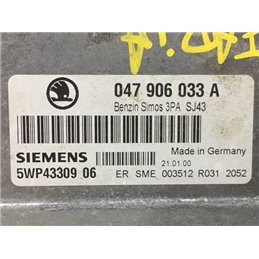 047 906 033 A
Benzin Simos 3PA SJ43
SIEMENS
Made in Germany
21.01.00
5WP43309 06
ER SME 003512 R031 2052